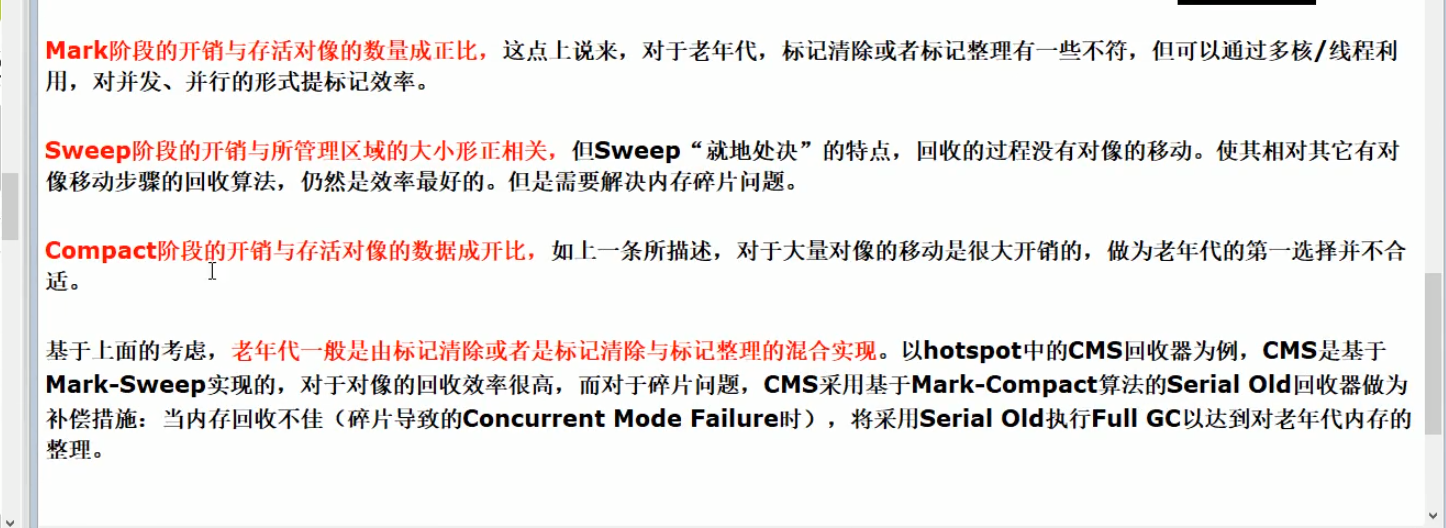 Mark阶段的开销与存活对像的数量成正比，这点上说来，对于老年代，标记清除或者标记整理有一些不符，但可以通过多核/线程利
用，对并发、并行的形式提标记效率。
Sweep阶段的开销与所管理区域的大小形正相关，但Sweep“就地处决”的特点，回收的过程没有对像的移动。使其相对其它有对
像移动步骤的回收算法，仍然是效率最好的。但是需要解决内存碎片问题。
Compact阶段的开销与存活对像的数据成开比，如上一条所描述，对于大量对像的移动是很大开销的，做为老年代的第一选择并不合
适。
基于上面的考虑，老年代一般是由标记清除或者是标记清除与标记整理的混合实现。以hotspot中的CMS回收器为例，CMS是基于
Mark-Sweep实现的，对于对像的回收效率很高，而对于碎片问题，CMS采用基于Mark-Compact算法的Serial Old回收器做为
补偿措施：当内存回收不佳（碎片导致的Concurrent Mode Failure时），将采用Serial Old执行Full GC以达到对老年代内存的
整理。